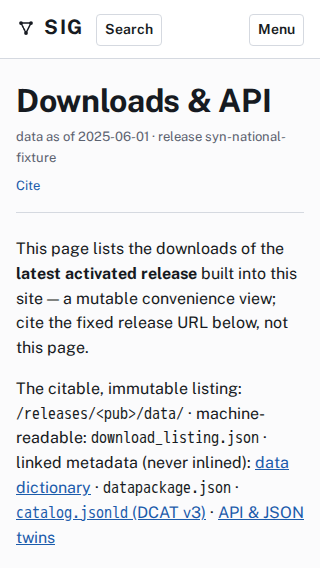 SIG Search Menu
Downloads & API
data as of 2025-06-01 · release syn-national-
fixture
Cite
This page lists the downloads of the
latest activated release built into this
site — a mutable convenience view;
cite the fixed release URL below, not
this page.
The citable, immutable listing:
/releases/<pub>/data/ · machine-
readable: download_listing.json ·
linked metadata (never inlined): data
dictionary · datapackage.json ·
catalog.jsonld (DCAT v3) · API & JSON
twins